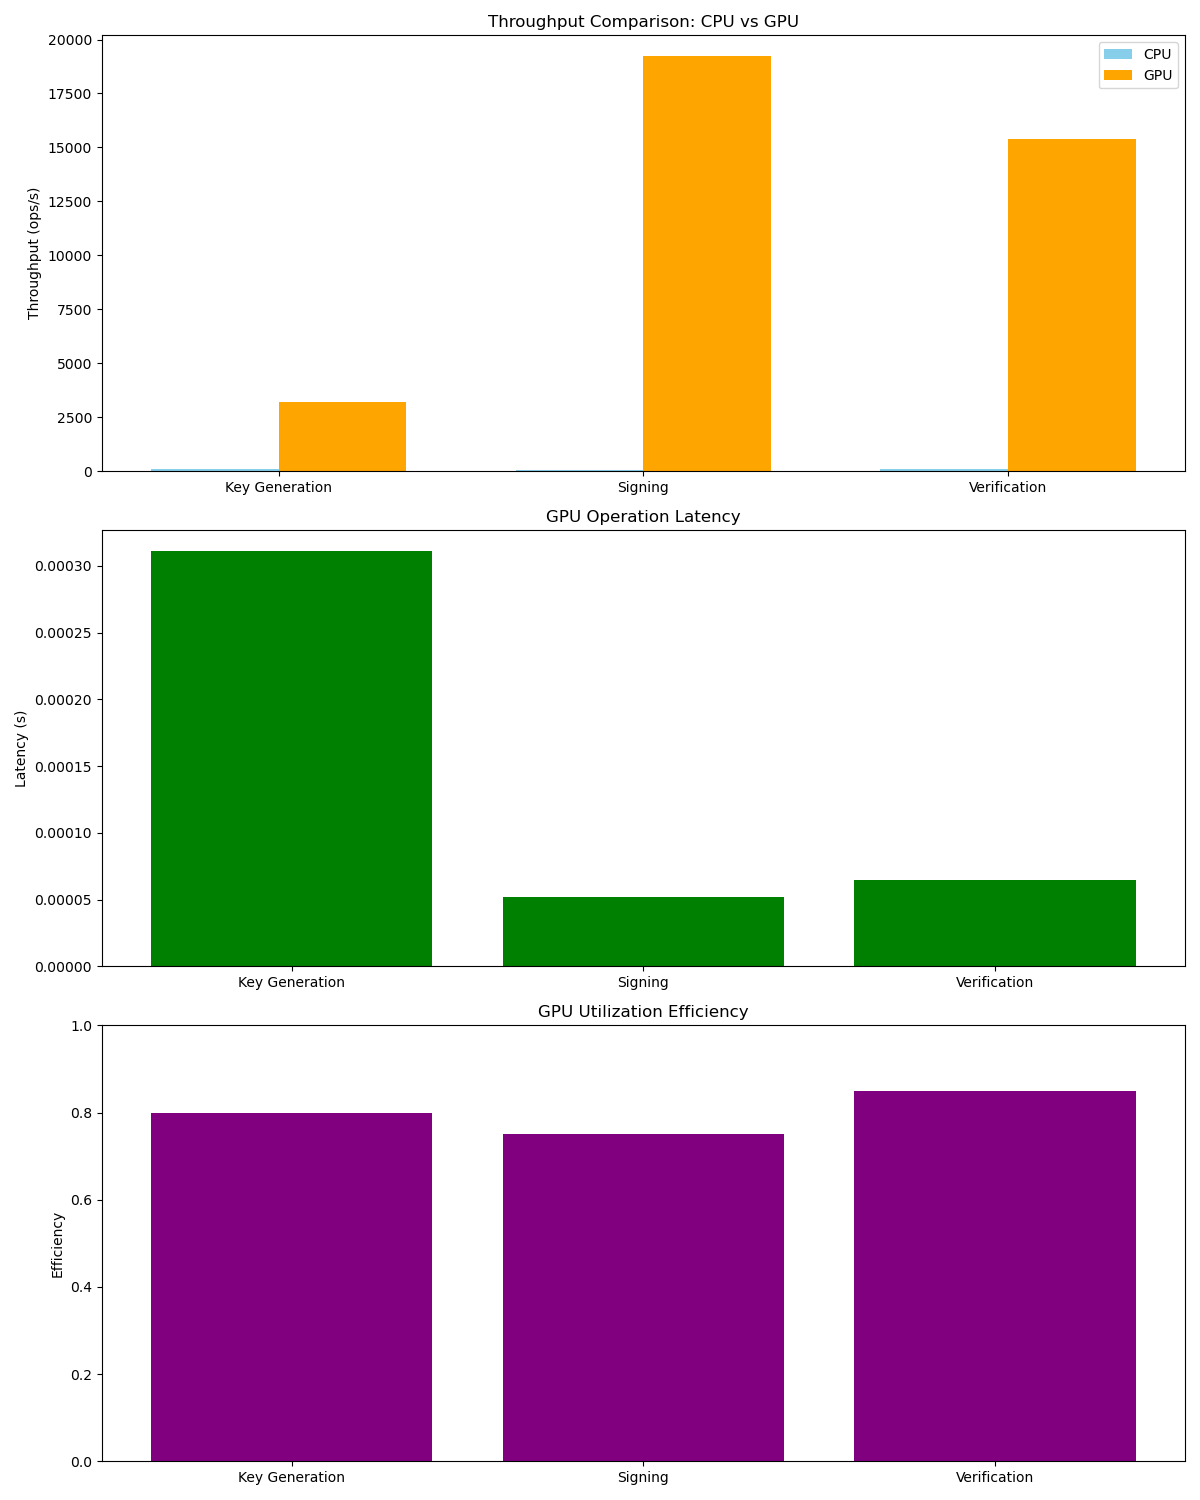 Throughput Comparison: CPU vs GPU
20000
17500
15000
12500
10000
7500
5000
2500
0
Throughput (ops/s)
CPU
GPU
Key Generation Signing Verification
GPU Operation Latency
0.00030
0.00025
0.00020
0.00015
0.00010
0.00005
0.00000
Latency (s)
Key Generation Signing Verification
GPU Utilization Efficiency
1.0
0.8
0.6
0.4
0.2
0.0
Efficiency
Key Generation Signing Verification